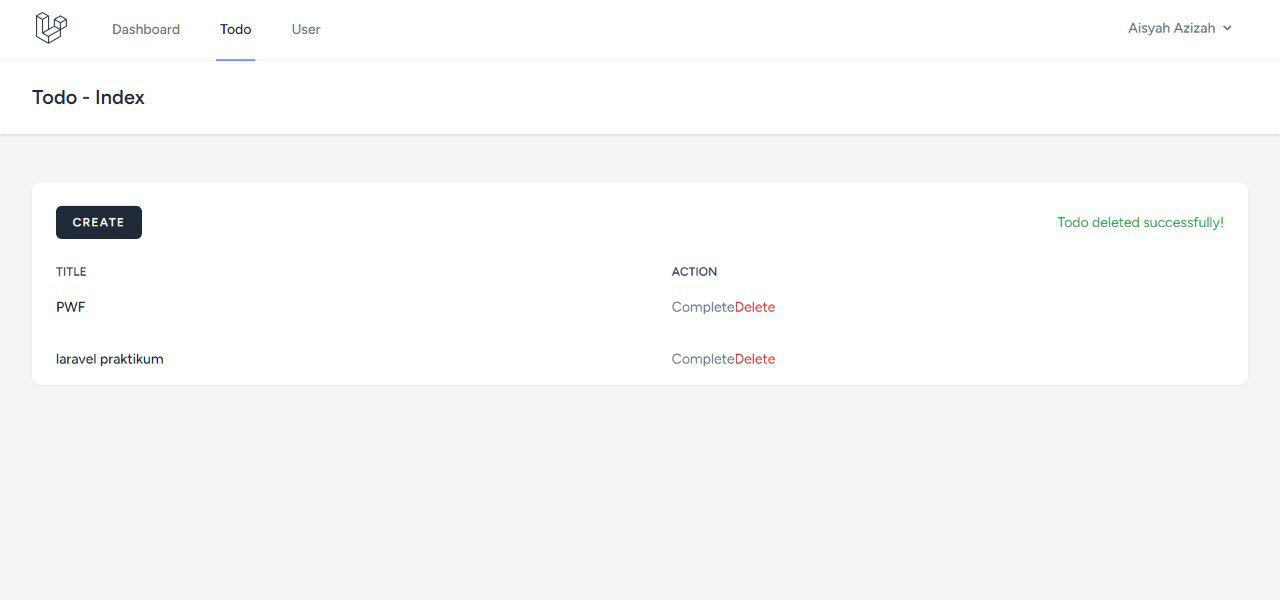 Dashboard Todo User Aisyah Azizah
Todo - Index
CREATE Todo deleted successfully!
TITLE ACTION
PWF CompleteDelete
laravel praktikum CompleteDelete